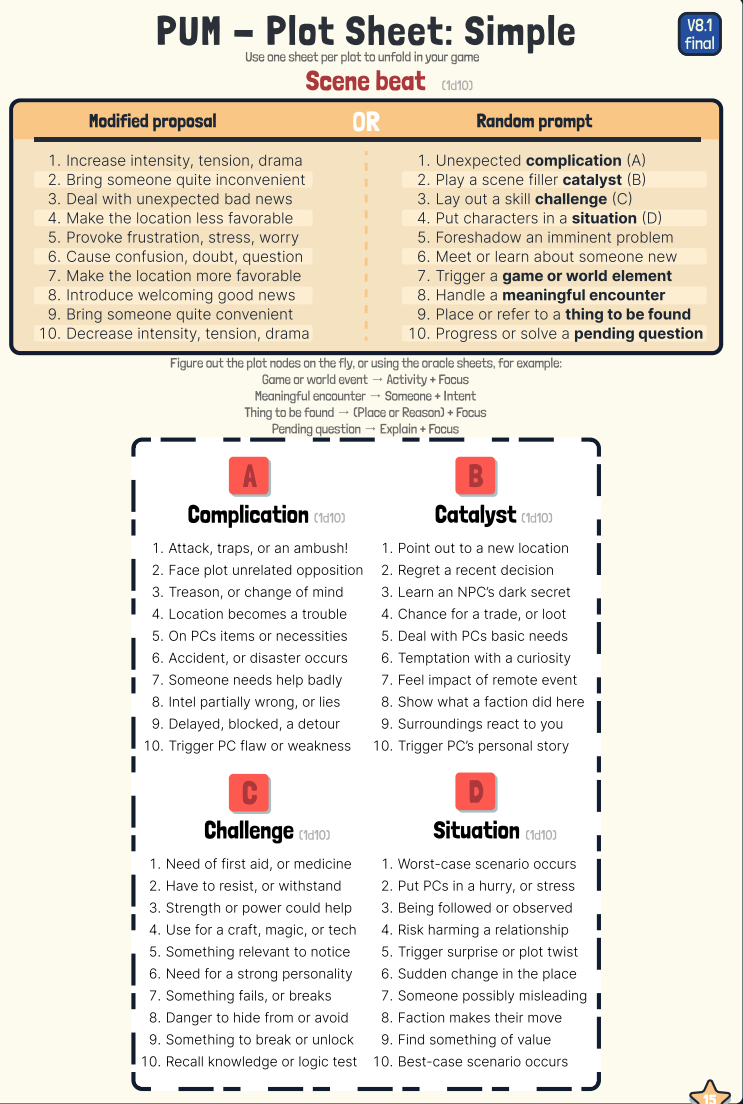 PUM – Plot Sheet: Simple
V8.1
final
Use one sheet per plot to unfold in your game
Scene beat (1d10)
Modified proposal
OR
Random prompt
1. Increase intensity, tension, drama
2. Bring someone quite inconvenient
3. Deal with unexpected bad news
4. Make the location less favorable
5. Provoke frustration, stress, worry
6. Cause confusion, doubt, question
7. Make the location more favorable
8. Introduce welcoming good news
9. Bring someone quite convenient
10. Decrease intensity, tension, drama
1. Unexpected complication (A)
2. Play a scene filler catalyst (B)
3. Lay out a skill challenge (C)
4. Put characters in a situation (D)
5. Foreshadow an imminent problem
6. Meet or learn about someone new
7. Trigger a game or world element
8. Handle a meaningful encounter
9. Place or refer to a thing to be found
10. Progress or solve a pending question
Figure out the plot nodes on the fly, or using the oracle sheets, for example:
Game or world event → Activity + Focus
Meaningful encounter → Someone + Intent
Thing to be found → (Place or Reason) + Focus
Pending question → Explain + Focus
A
Complication (1d10)
1. Attack, traps, or an ambush!
2. Face plot unrelated opposition
3. Treason, or change of mind
4. Location becomes a trouble
5. On PCs items or necessities
6. Accident, or disaster occurs
7. Someone needs help badly
8. Intel partially wrong, or lies
9. Delayed, blocked, a detour
10. Trigger PC flaw or weakness
B
Catalyst (1d10)
1. Point out to a new location
2. Regret a recent decision
3. Learn an NPC's dark secret
4. Chance for a trade, or loot
5. Deal with PCs basic needs
6. Temptation with a curiosity
7. Feel impact of remote event
8. Show what a faction did here
9. Surroundings react to you
10. Trigger PC's personal story
C
Challenge (1d10)
1. Need of first aid, or medicine
2. Have to resist, or withstand
3. Strength or power could help
4. Use for a craft, magic, or tech
5. Something relevant to notice
6. Need for a strong personality
7. Something fails, or breaks
8. Danger to hide from or avoid
9. Something to break or unlock
10. Recall knowledge or logic test
D
Situation (1d10)
1. Worst-case scenario occurs
2. Put PCs in a hurry, or stress
3. Being followed or observed
4. Risk harming a relationship
5. Trigger surprise or plot twist
6. Sudden change in the place
7. Someone possibly misleading
8. Faction makes their move
9. Find something of value
10. Best-case scenario occurs
15